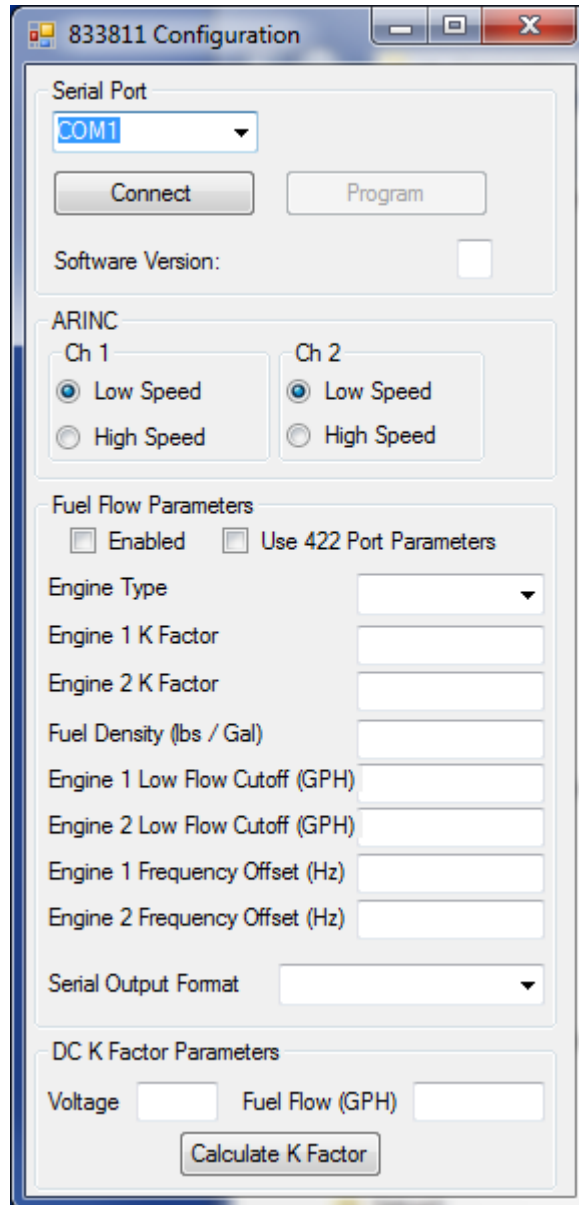 833811 Configuration
Serial Port
COM1
Connect Program
Software Version:
ARINC
Ch 1 Ch 2
Low Speed Low Speed
High Speed High Speed
Fuel Flow Parameters
Enabled Use 422 Port Parameters
Engine Type
Engine 1 K Factor
Engine 2 K Factor
Fuel Density (lbs / Gal)
Engine 1 Low Flow Cutoff (GPH)
Engine 2 Low Flow Cutoff (GPH)
Engine 1 Frequency Offset (Hz)
Engine 2 Frequency Offset (Hz)
Serial Output Format
DC K Factor Parameters
Voltage Fuel Flow (GPH)
Calculate K Factor